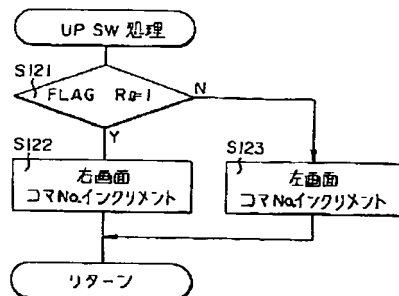 UP SW 処理
S121
FLAG Rℓ=1
N
Y
S122
右画面
コマNo.インクリメント
S123
左画面
コマNo.インクリメント
リターン